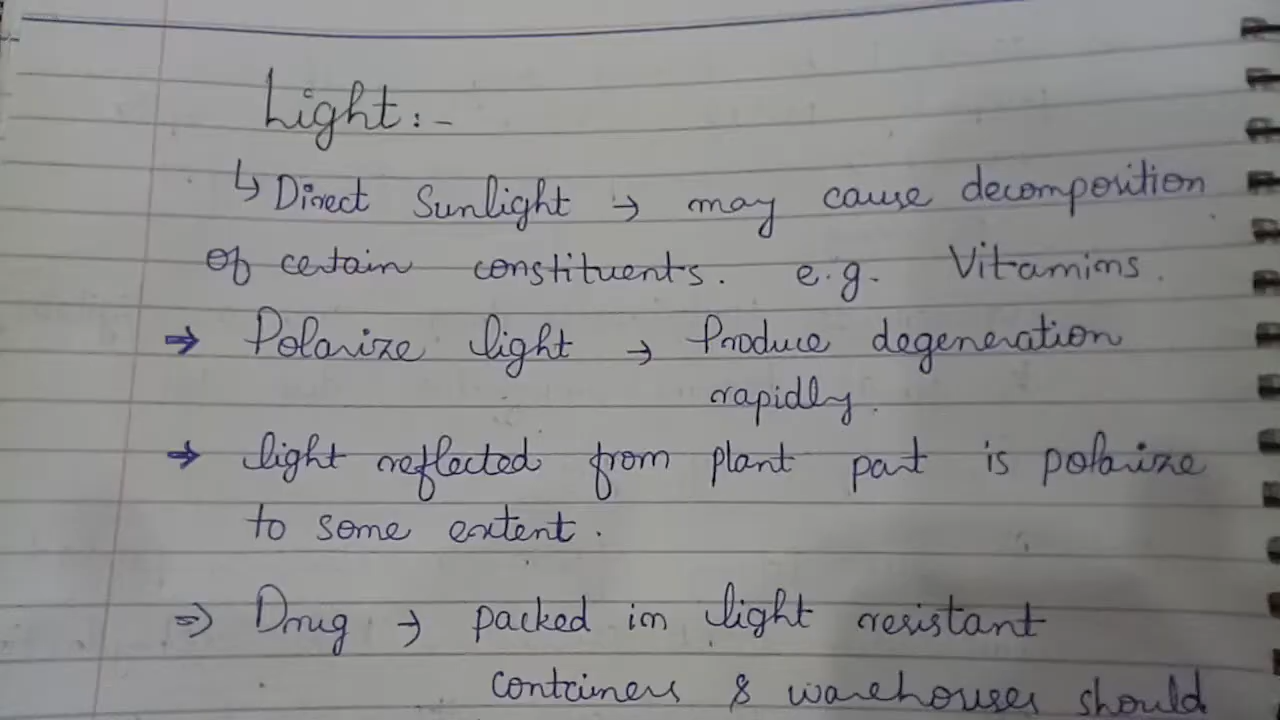 Light:-
↳ Direct Sunlight → may cause decomposition
of certain constituents. e.g. Vitamins.
⇒ Polarize light → Produce degeneration
rapidly.
⇒ light reflected from plant part is polarize
to some extent.
⇒ Drug → packed in light resistant
containers & warehouses should